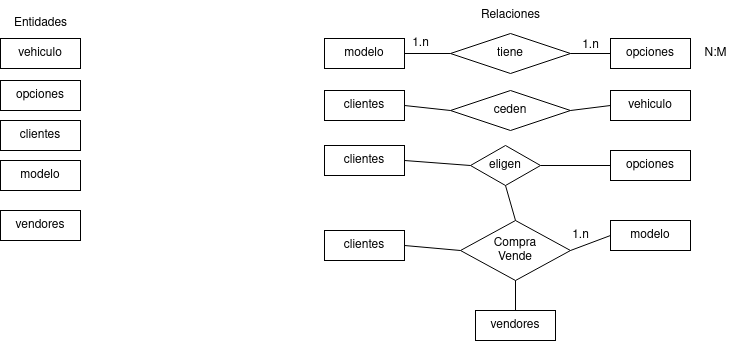 Entidades
vehiculo
opciones
clientes
modelo
vendores
Relaciones
modelo
1.n
tiene
1.n
opciones
N:M
clientes
ceden
vehiculo
clientes
eligen
opciones
clientes
Compra
Vende
1.n
modelo
vendores